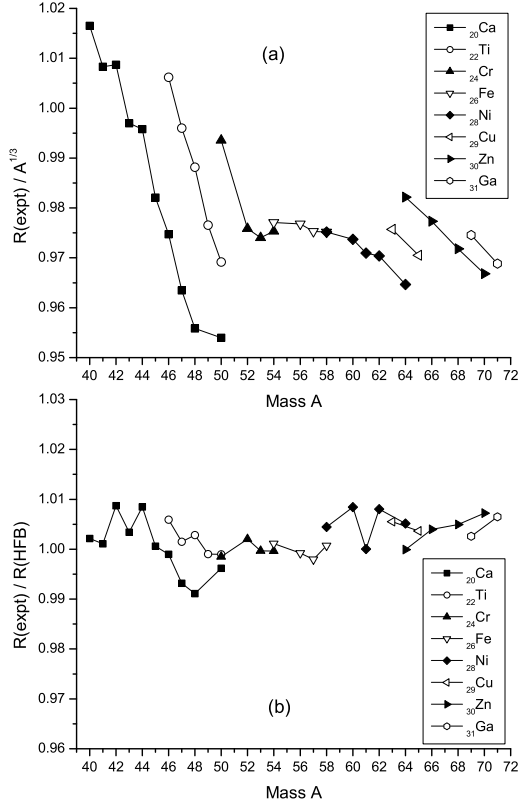 1.02
1.01
1.00
0.99
0.98
0.97
0.96
0.95
R(expt) / A^1/3
(a)
20Ca
22Ti
24Cr
26Fe
28Ni
29Cu
30Zn
31Ga
40 42 44 46 48 50 52 54 56 58 60 62 64 66 68 70 72
Mass A
1.03
1.02
1.01
1.00
0.99
0.98
0.97
0.96
R(expt) / R(HFB)
20Ca
22Ti
24Cr
26Fe
28Ni
29Cu
30Zn
31Ga
(b)
40 42 44 46 48 50 52 54 56 58 60 62 64 66 68 70 72
Mass A